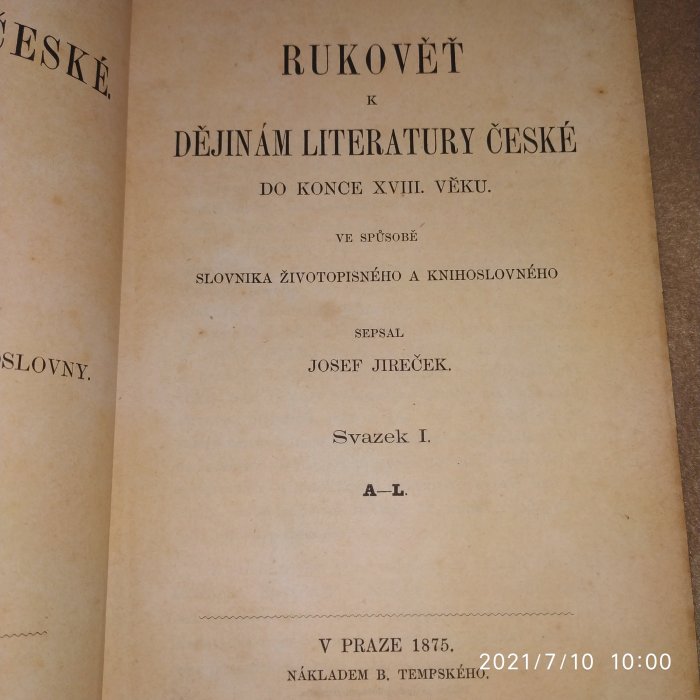 ČESKÉ.
OSLOVNY.
RUKOVĚŤ
K
DĚJINÁM LITERATURY ČESKÉ
DO KONCE XVIII. VĚKU.
VE SPŮSOBĚ
SLOVNIKA ŽIVOTOPISNÉHO A KNIHOSLOVNÉHO
SEPSAL
JOSEF JIREČEK.
Svazek I.
A—L.
V PRAZE 1875.
NÁKLADEM B. TEMPSKÉHO.
2021/7/10 10:00